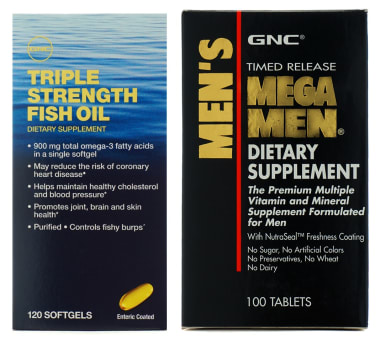 GNC
TRIPLE
STRENGTH
FISH OIL
DIETARY SUPPLEMENT
• 900 mg total omega-3 fatty acids
in a single softgel
• May reduce the risk of coronary
heart disease*
• Helps maintain healthy cholesterol
and blood pressure*
• Promotes joint, brain and skin
health*
• Purified • Controls fishy burps*
120 SOFTGELS
Enteric Coated
MEN'S
GNC®
TIMED RELEASE
MEGA
MEN®
DIETARY
SUPPLEMENT
The Premium Multiple
Vitamin and Mineral
Supplement Formulated
for Men
With NutraSeal™ Freshness Coating
No Sugar, No Artificial Colors
No Preservatives, No Wheat
No Dairy
100 TABLETS